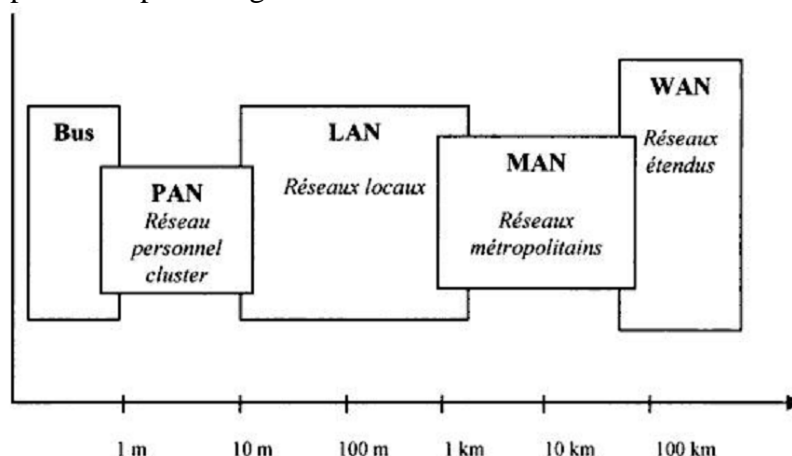 Bus
PAN
Réseau
personnel
cluster
LAN
Réseaux locaux
MAN
Réseaux
métropolitains
WAN
Réseaux
étendus
1 m
10 m
100 m
1 km
10 km
100 km